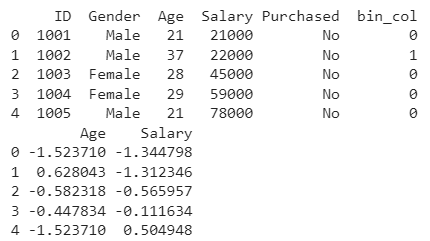 ID Gender Age Salary Purchased bin_col
0 1001 Male 21 21000 No 0
1 1002 Male 37 22000 No 1
2 1003 Female 28 45000 No 0
3 1004 Female 29 59000 No 0
4 1005 Male 21 78000 No 0
Age Salary
0 -1.523710 -1.344798
1 0.628043 -1.312346
2 -0.582318 -0.565957
3 -0.447834 -0.111634
4 -1.523710 0.504948